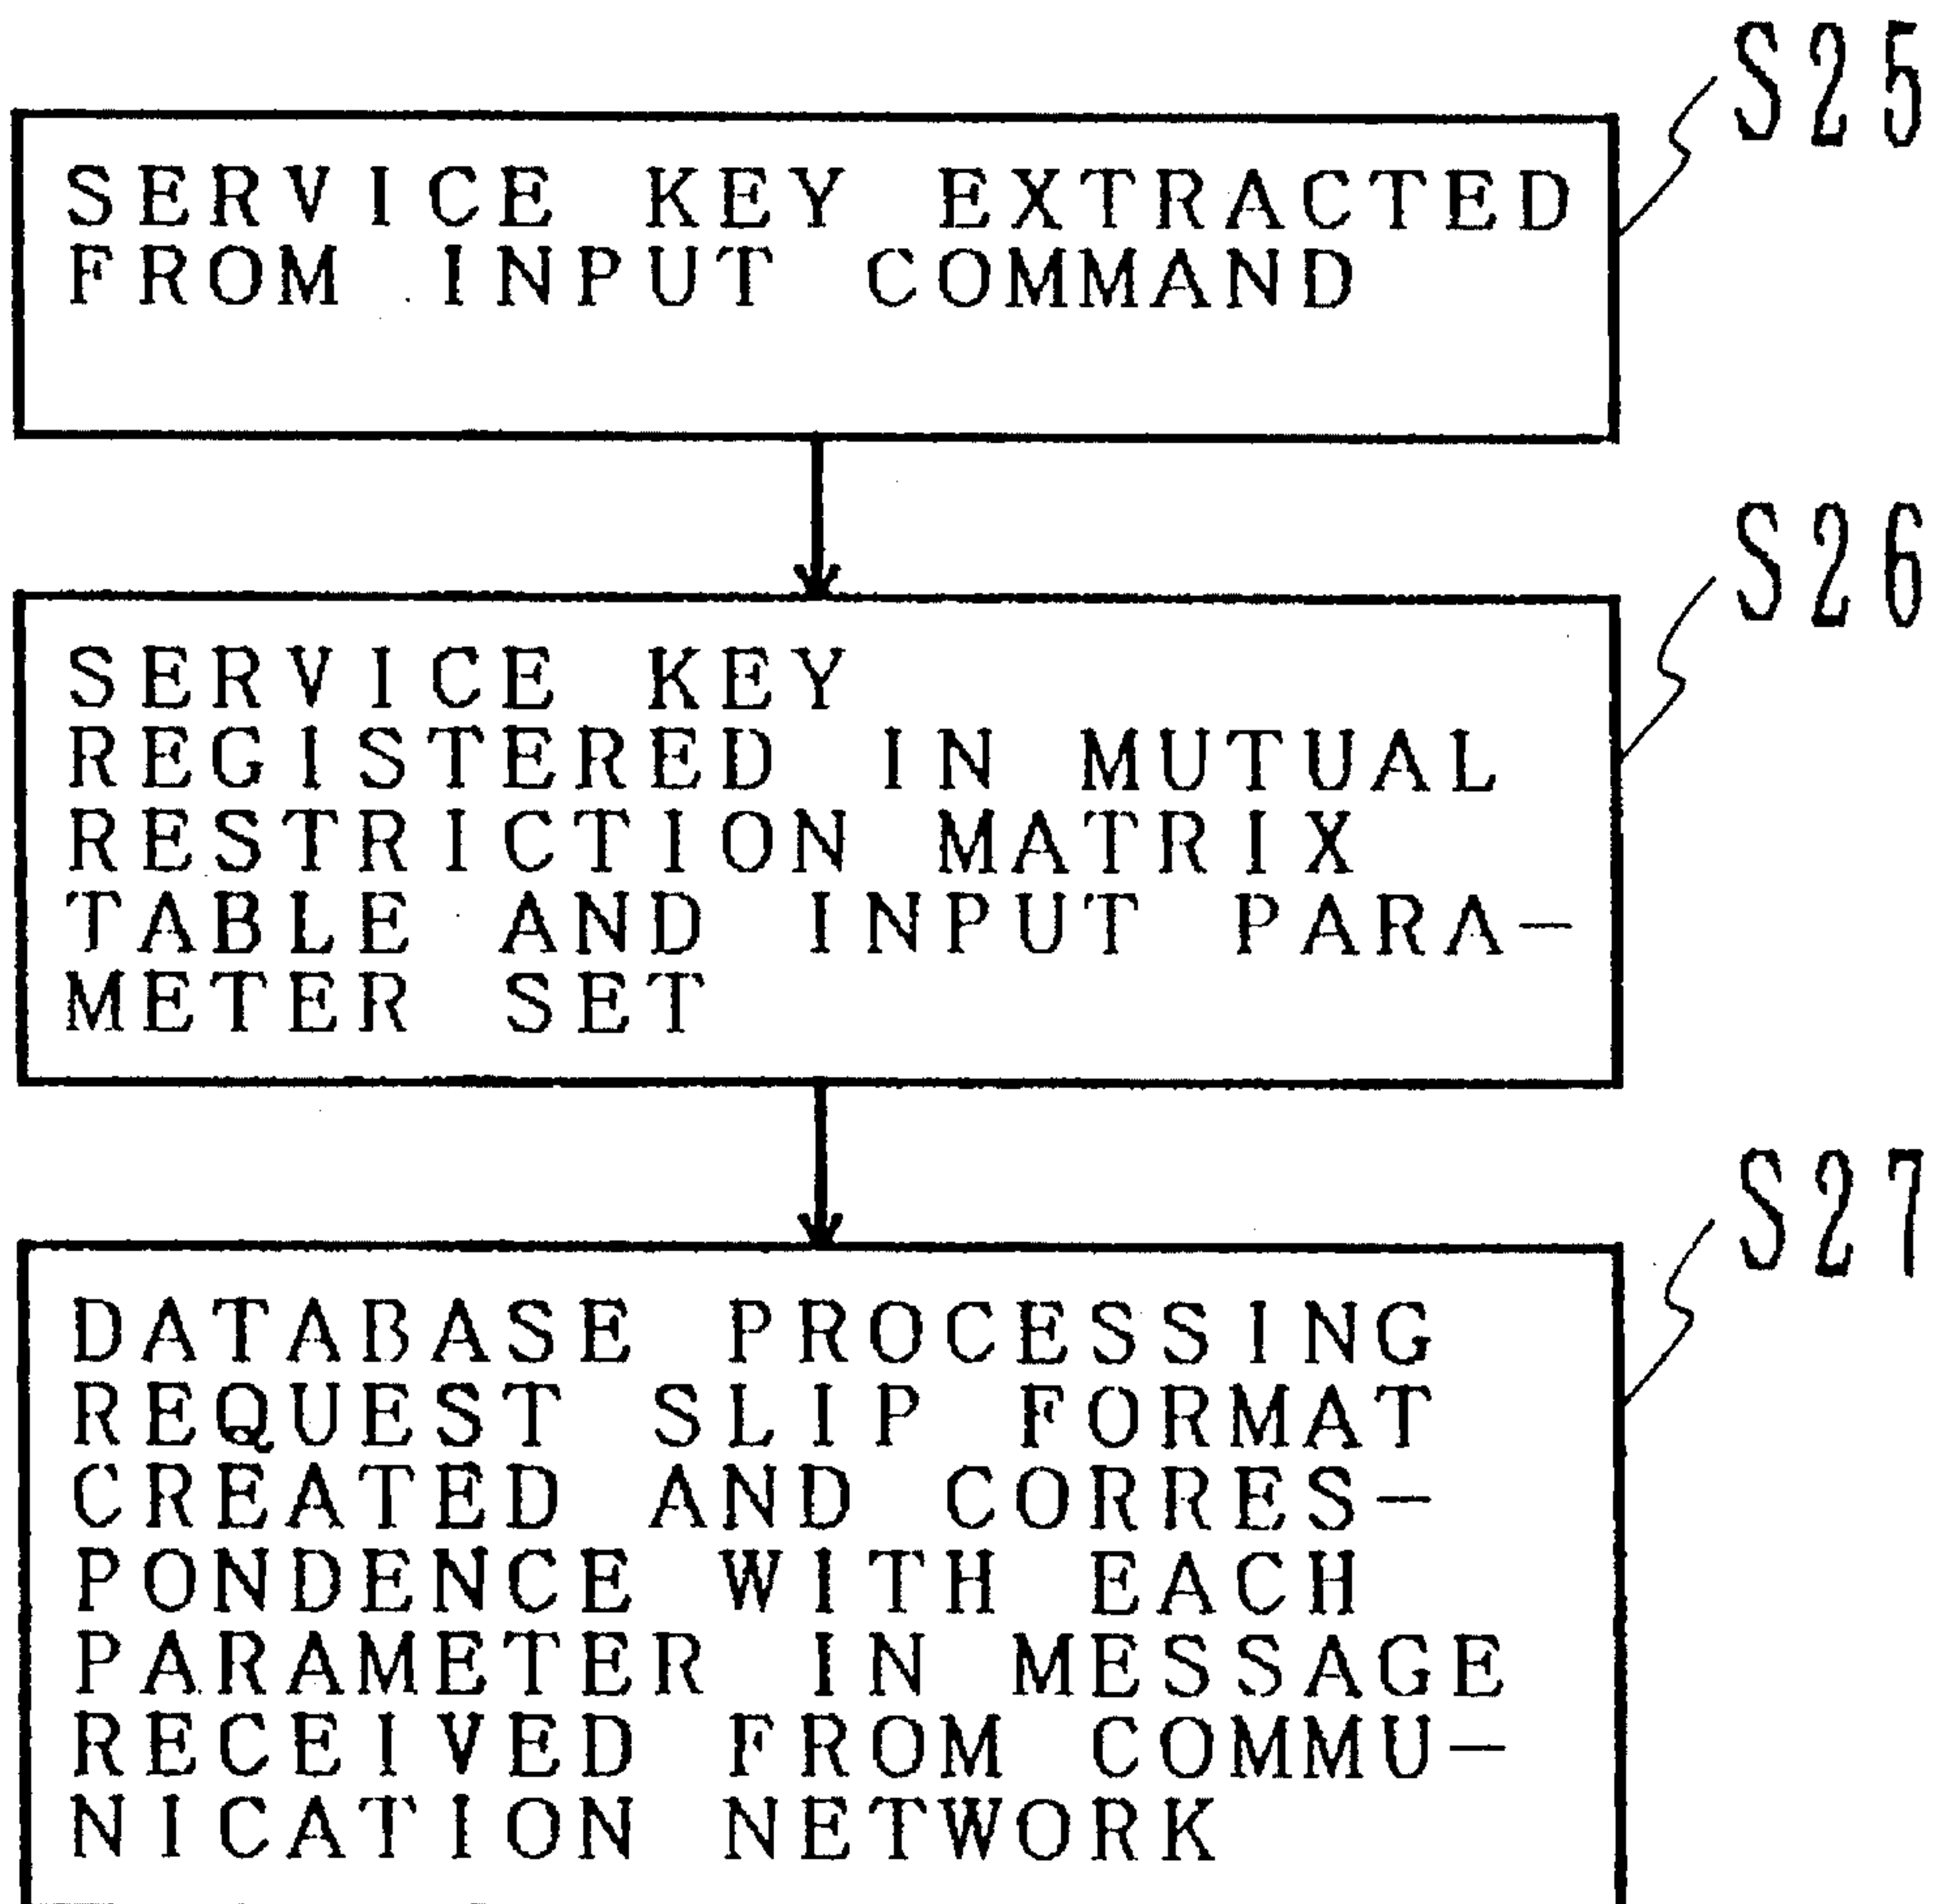 S25
SERVICE KEY EXTRACTED
FROM INPUT COMMAND
S26
SERVICE KEY
REGISTERED IN MUTUAL
RESTRICTION MATRIX
TABLE AND INPUT PARA-
METER SET
S27
DATABASE PROCESSING
REQUEST SLIP FORMAT
CREATED AND CORRES-
PONDENCE WITH EACH
PARAMETER IN MESSAGE
RECEIVED FROM COMMU-
NICATION NETWORK